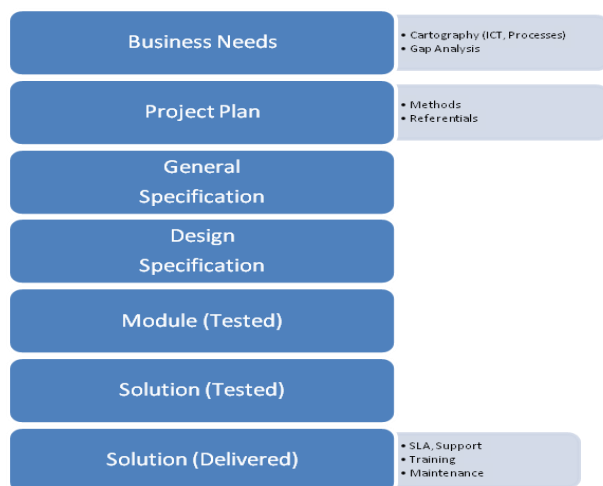 Business Needs
• Cartography (ICT, Processes)
• Gap Analysis
Project Plan
• Methods
• Referentials
General
Specification
Design
Specification
Module (Tested)
Solution (Tested)
Solution (Delivered)
• SLA, Support
• Training
• Maintenance